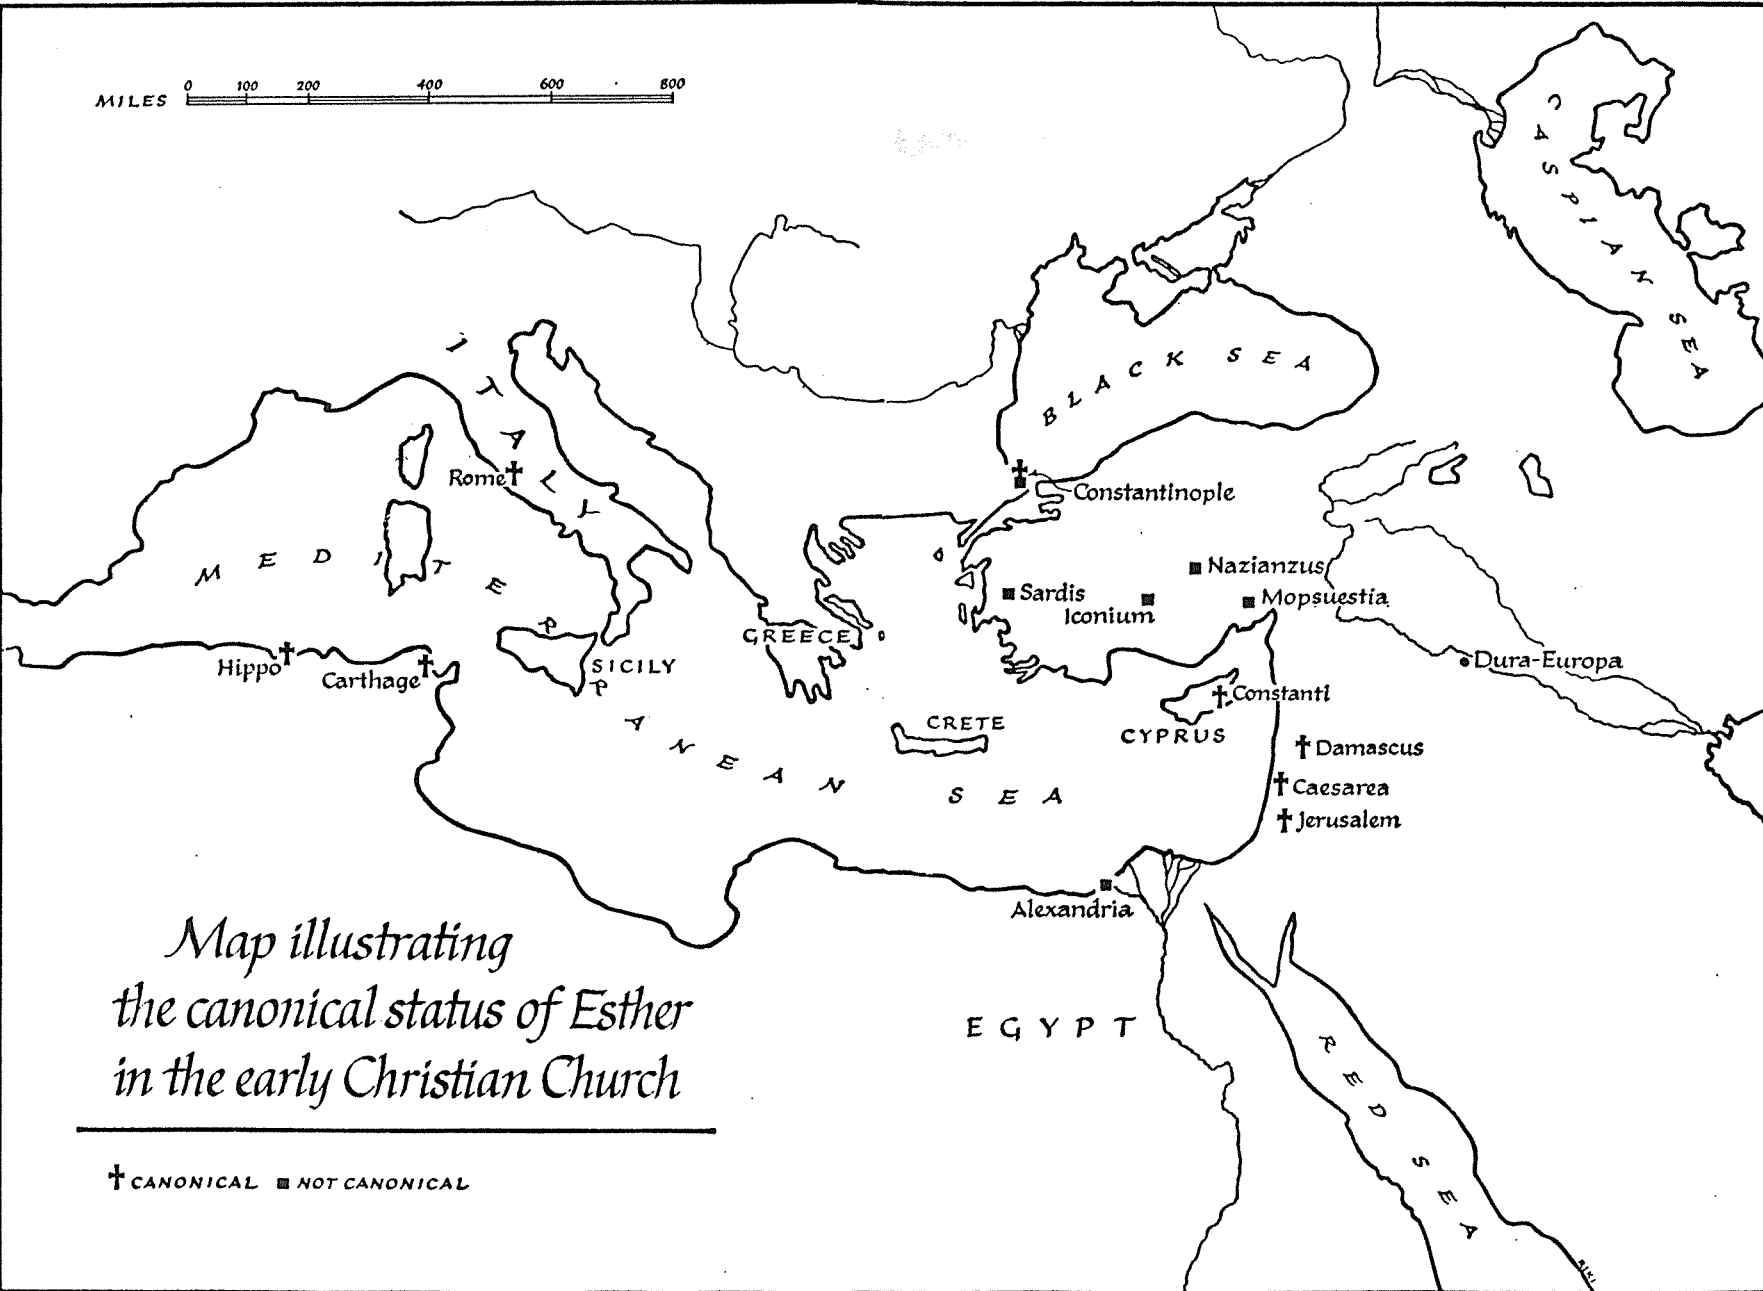 MILES 0 100 200 400 600 800
CASPIAN SEA
BLACK SEA
ITALY
Rome
Constantinople
MEDITERRANEAN SEA
Nazianzus
Sardis
Iconium
Mopsuestia
GREECE
SICILY
Hippo
Carthage
Dura-Europa
Constanti
CRETE
CYPRUS
Damascus
Caesarea
Jerusalem
Alexandria
EGYPT
RED SEA
Map illustrating
the canonical status of Esther
in the early Christian Church
CANONICAL NOT CANONICAL